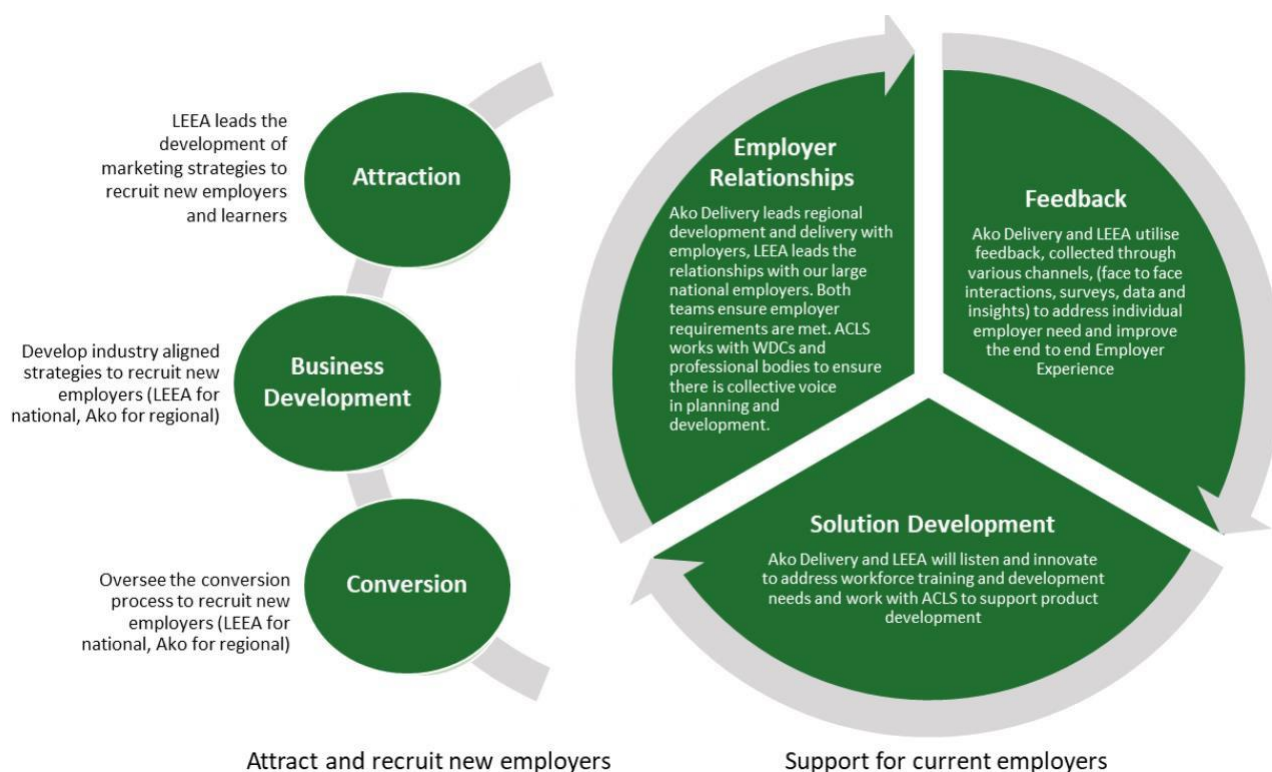 LEEA leads the
development of
marketing strategies to
recruit new employers
and learners
Attraction
Develop industry aligned
strategies to recruit new
employers (LEEA for
national, Ako for regional)
Business
Development
Oversee the conversion
process to recruit new
employers (LEEA for
national, Ako for regional)
Conversion
Attract and recruit new employers
Employer
Relationships
Ako Delivery leads regional
development and delivery with
employers, LEEA leads the
relationships with our large
national employers. Both
teams ensure employer
requirements are met. ACLS
works with WDCs and
professional bodies to ensure
there is collective voice
in planning and
development.
Feedback
Ako Delivery and LEEA utilise
feedback, collected through
various channels, (face to face
interactions, surveys, data and
insights) to address individual
employer need and improve
the end to end Employer
Experience
Solution Development
Ako Delivery and LEEA will listen and innovate
to address workforce training and development
needs and work with ACLS to support product
development
Support for current employers